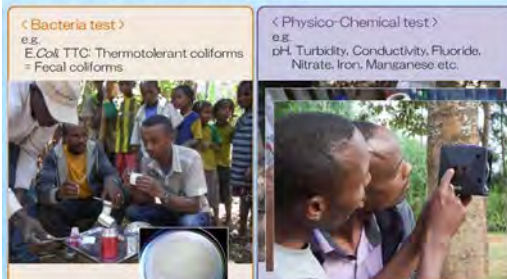 <Bacteria test>
e.g.
E.Coli, TTC: Thermotolerant coliforms
= Fecal coliforms
<Physico-Chemical test>
e.g.
pH, Turbidity, Conductivity, Fluoride,
Nitrate, Iron, Manganese etc.